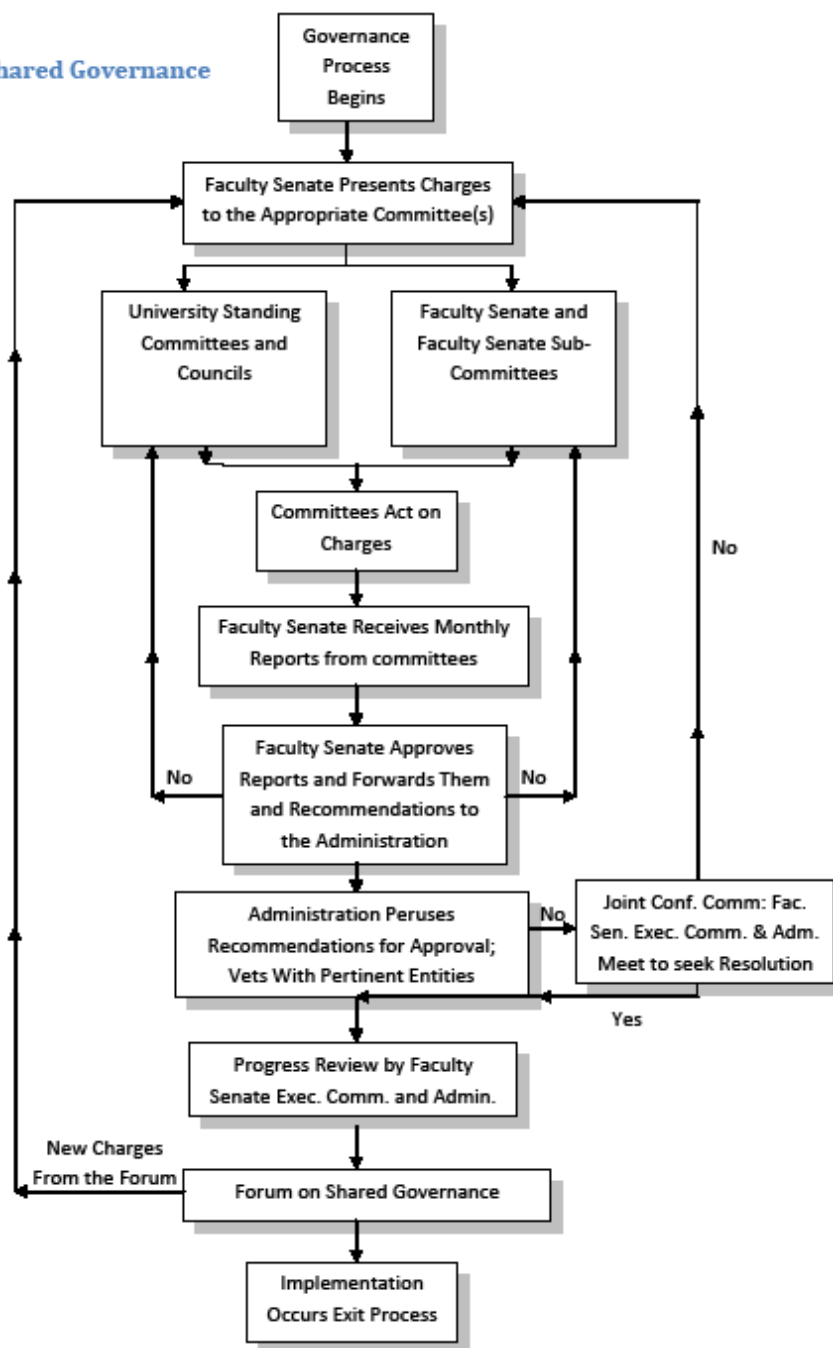 Governance
Process
Begins
hared Governance
Faculty Senate Presents Charges
to the Appropriate Committee(s)
University Standing
Committees and
Councils
Faculty Senate and
Faculty Senate Sub-
Committees
Committees Act on
Charges
No
Faculty Senate Receives Monthly
Reports from committees
Faculty Senate Approves
Reports and Forwards Them
and Recommendations to
the Administration
No
No
Administration Peruses
Recommendations for Approval;
Vets With Pertinent Entities
No
Joint Conf. Comm: Fac.
Sen. Exec. Comm. & Adm.
Meet to seek Resolution
Yes
Progress Review by Faculty
Senate Exec. Comm. and Admin.
New Charges
From the Forum
Forum on Shared Governance
Implementation
Occurs Exit Process